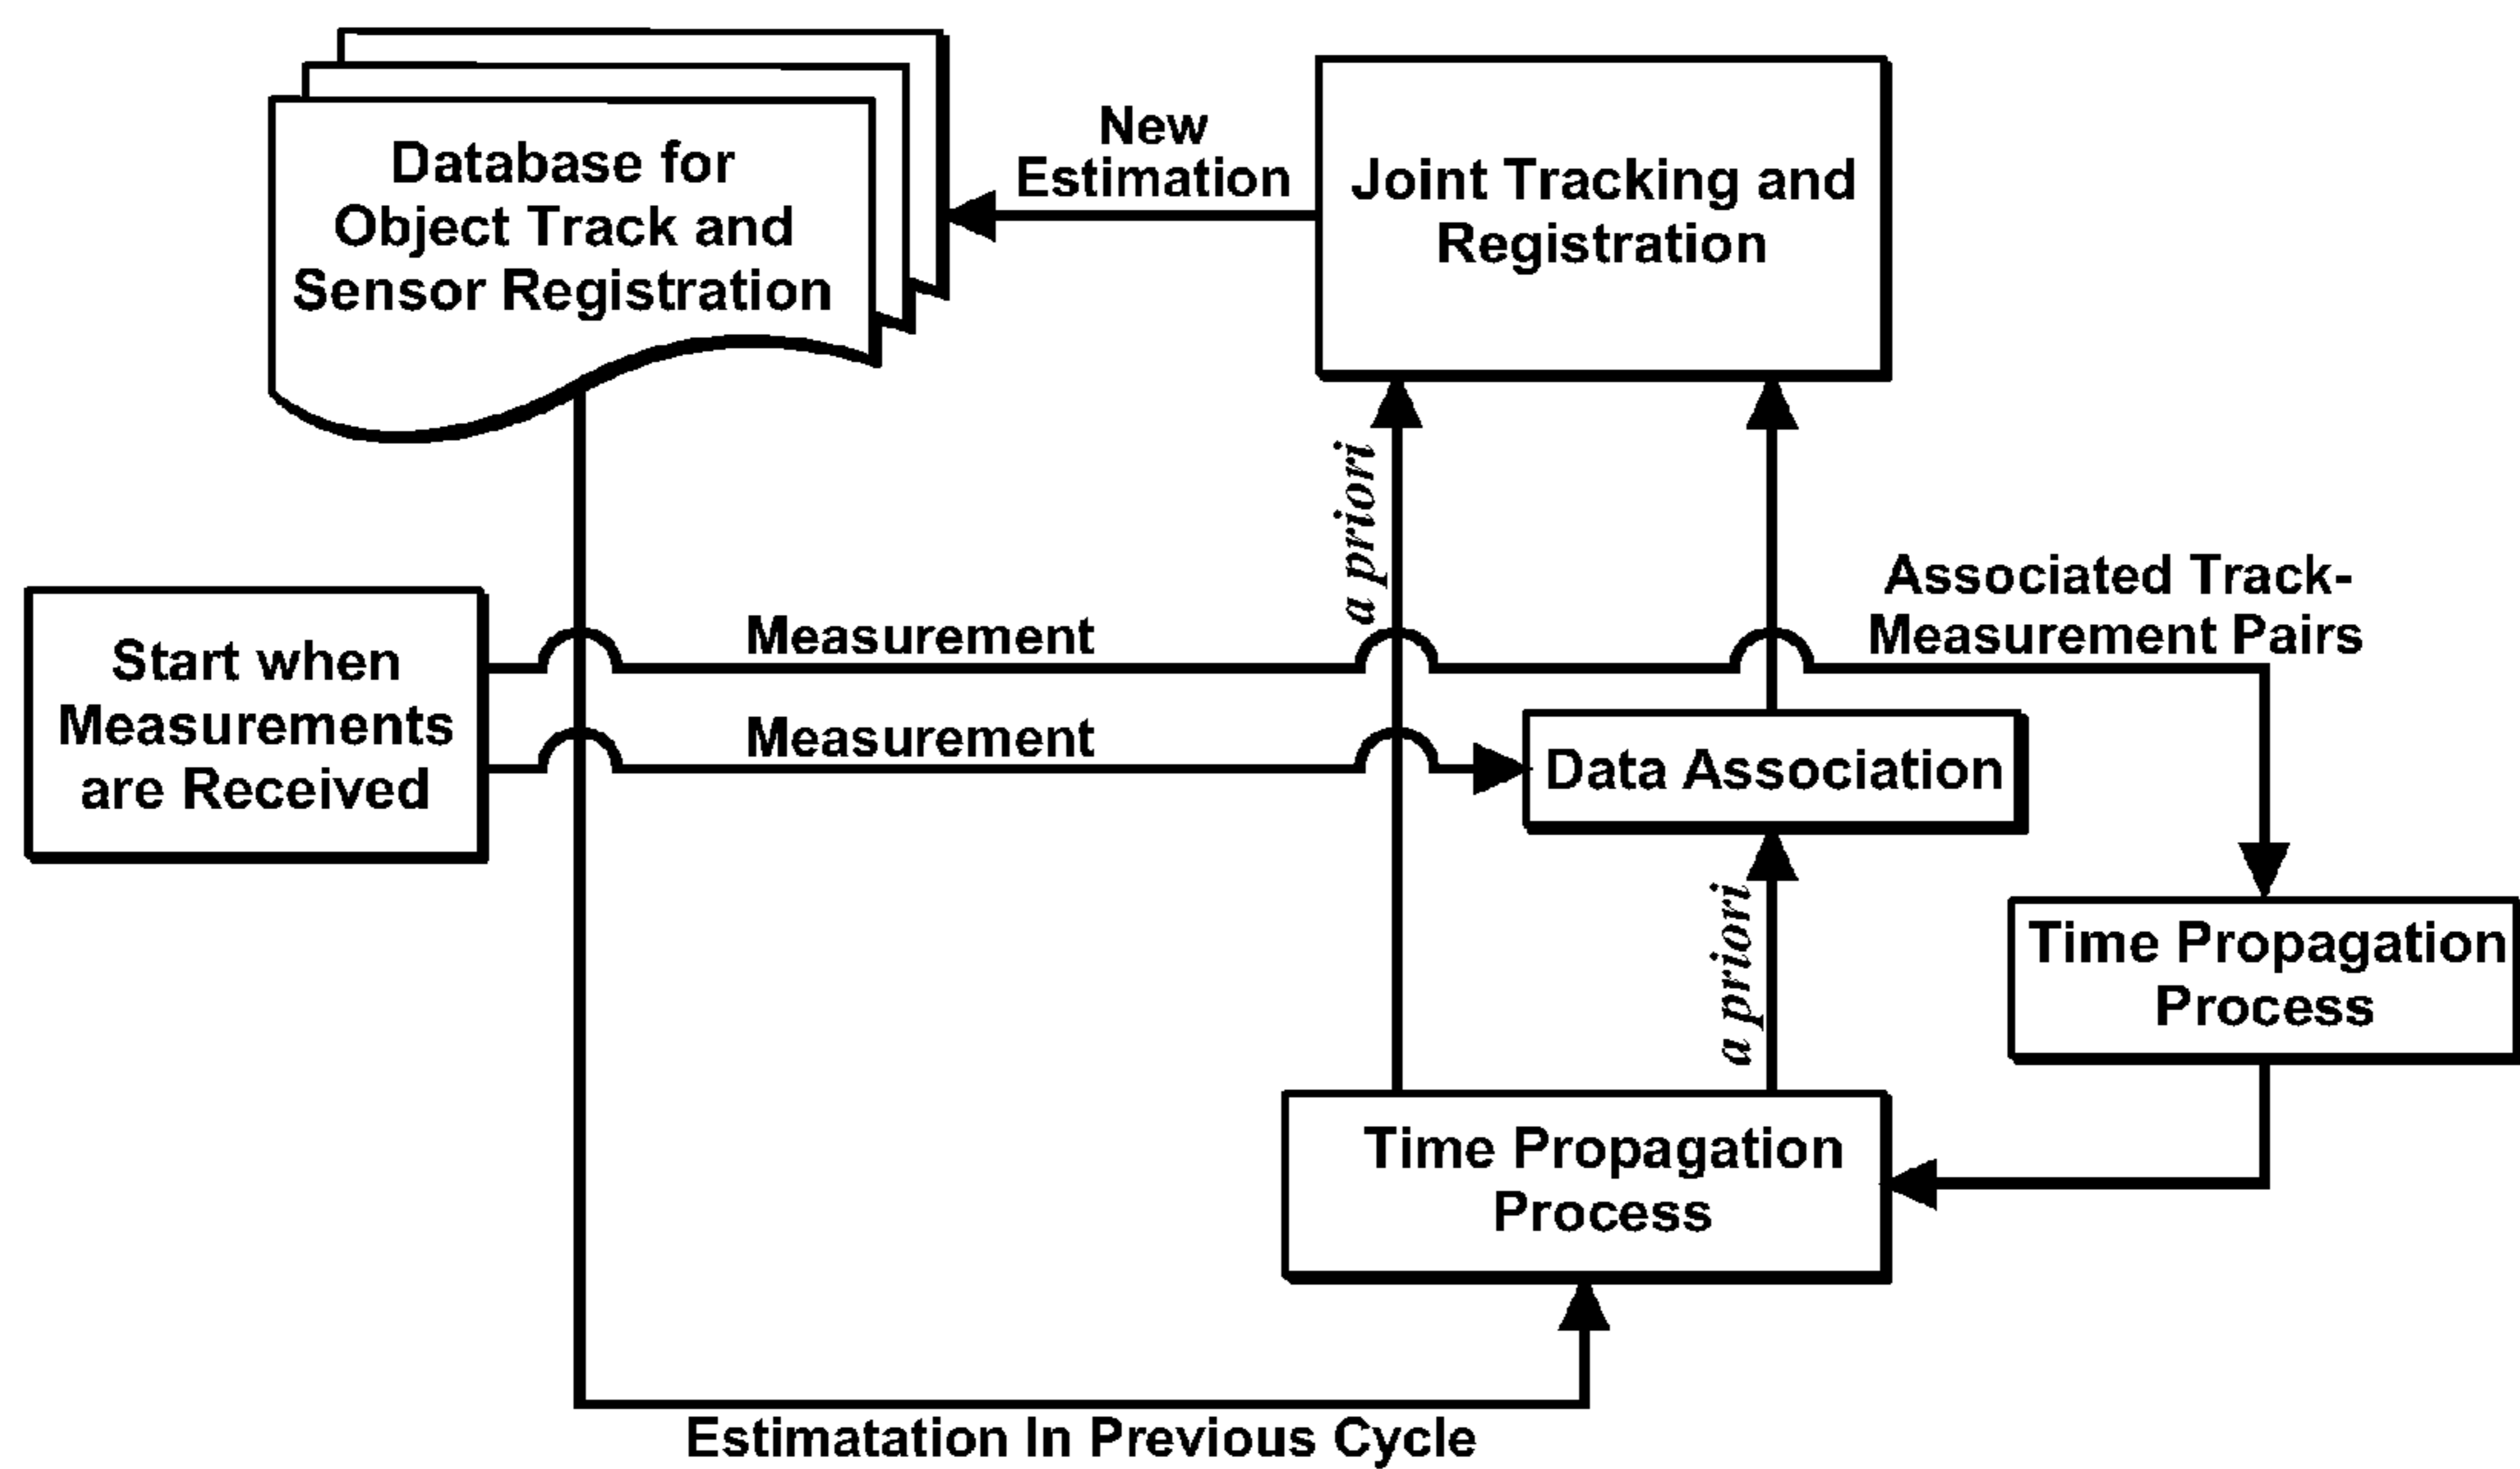 Database for
Object Track and
Sensor Registration
New
Estimation
Joint Tracking and
Registration
a priori
Associated Track-
Measurement Pairs
Start when
Measurements
are Received
Measurement
Measurement
Data Association
a priori
Time Propagation
Process
Time Propagation
Process
Estimatation In Previous Cycle